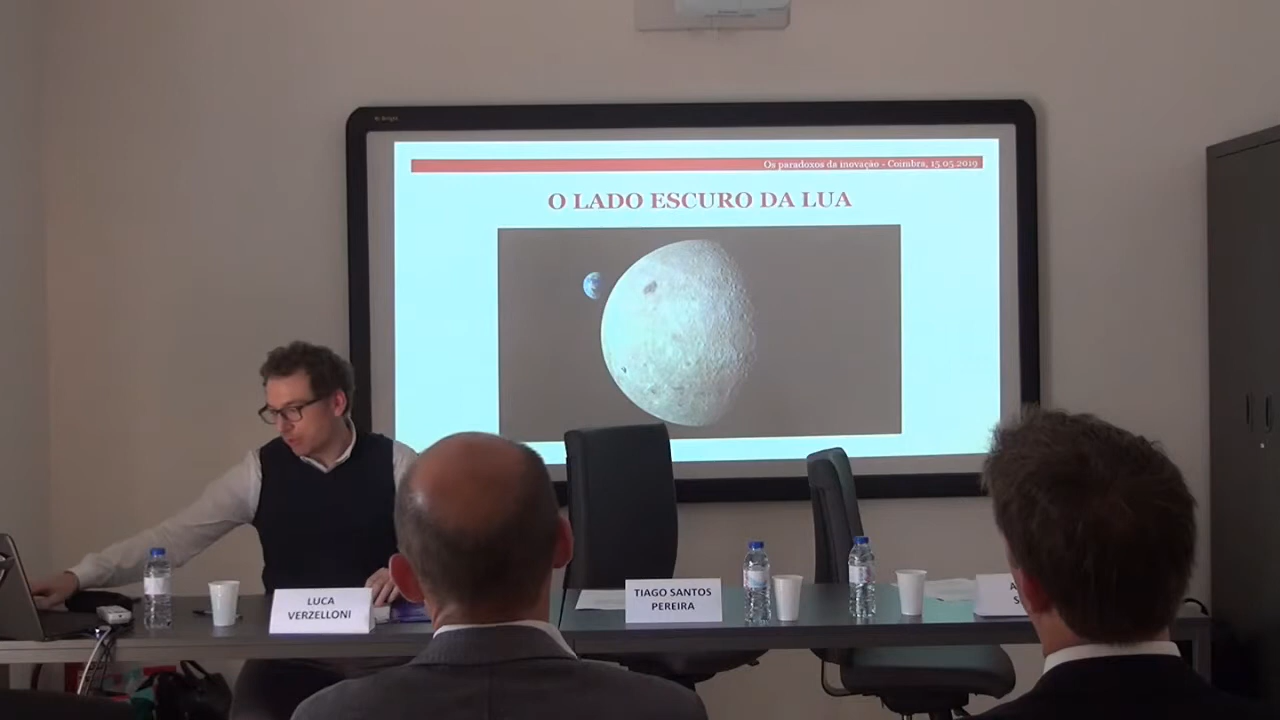 Os paradoxos da inovação - Coimbra, 15.05.2019
O LADO ESCURO DA LUA
LUCA
VERZELLONI
TIAGO SANTOS
PEREIRA